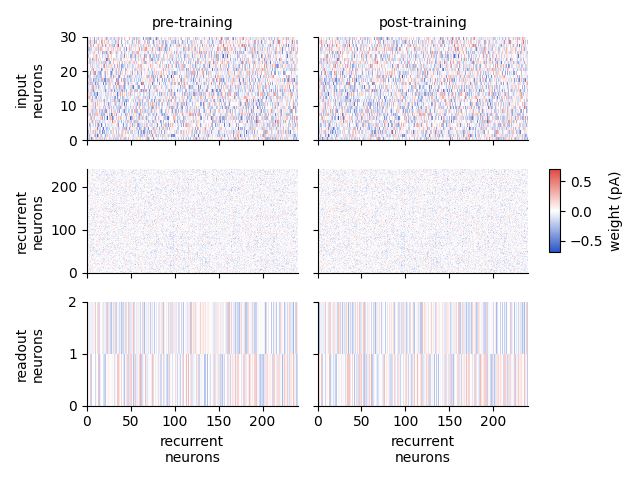 pre-training post-training
input
neurons
30
20
10
0
recurrent
neurons
200
100
0
0.5
0.0
−0.5
weight (pA)
readout
neurons
2
1
0
0 50 100 150 200 0 50 100 150 200
recurrent recurrent
neurons neurons